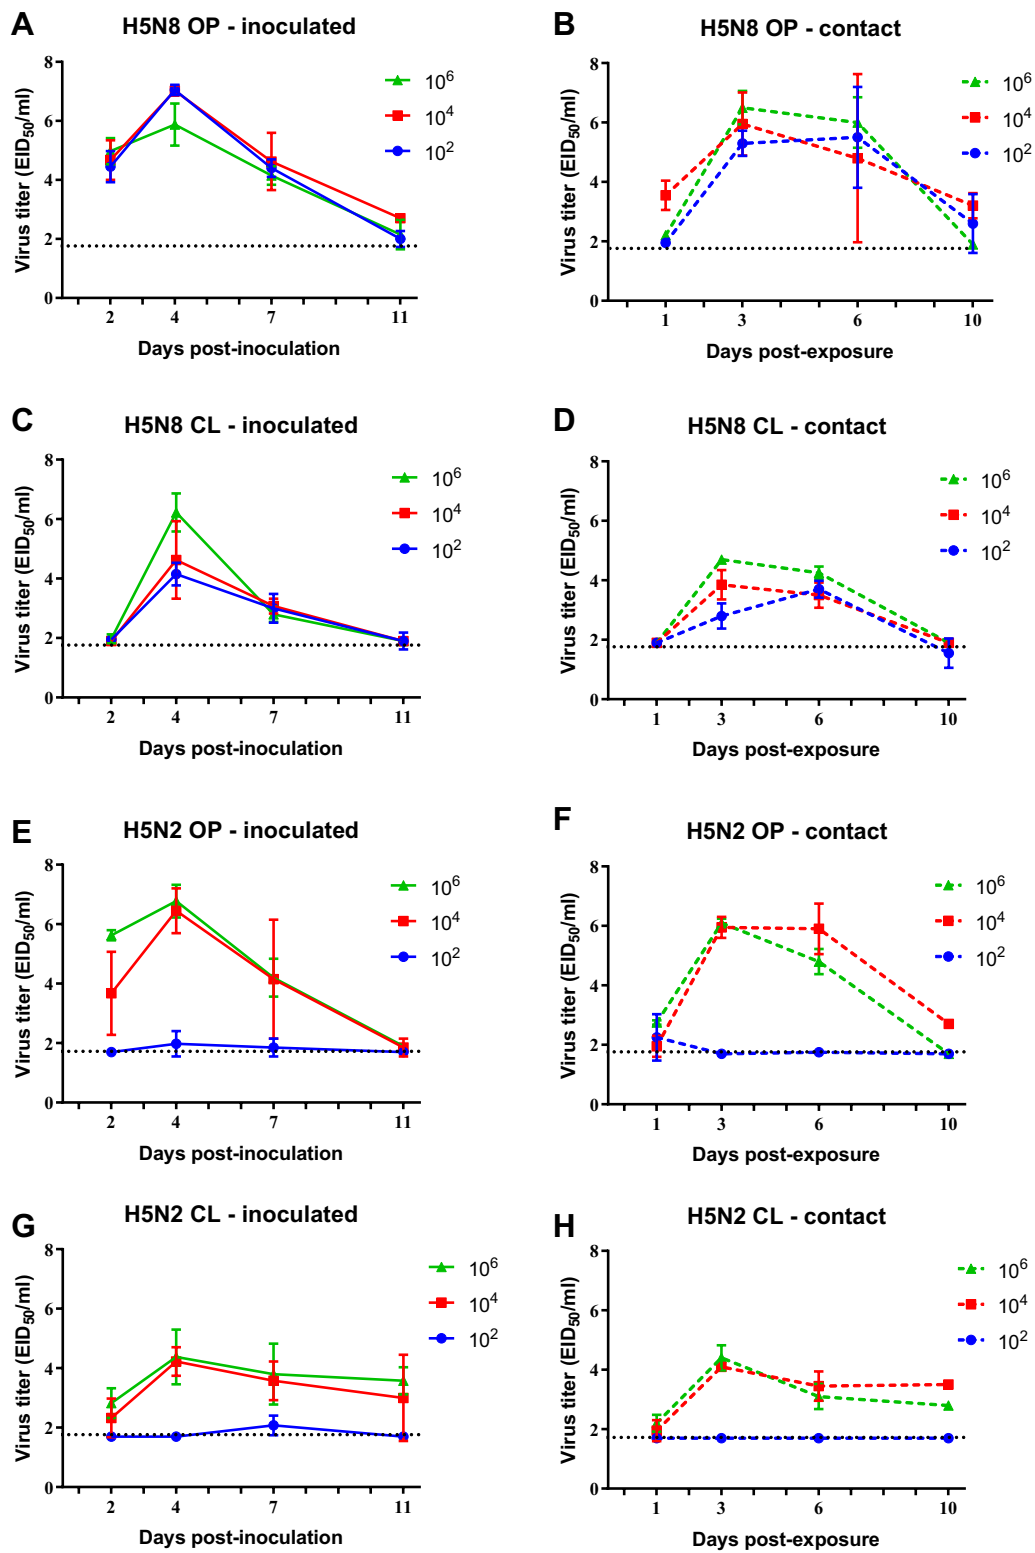 A
H5N8 OP - inoculated
Virus titer (EID50/ml)
8
6
4
2
0
10^6
10^4
10^2
2 4 7 11
Days post-inoculation
B
H5N8 OP - contact
Virus titer (EID50/ml)
8
6
4
2
0
10^6
10^4
10^2
1 3 6 10
Days post-exposure
C
H5N8 CL - inoculated
Virus titer (EID50/ml)
8
6
4
2
0
10^6
10^4
10^2
2 4 7 11
Days post-inoculation
D
H5N8 CL - contact
Virus titer (EID50/ml)
8
6
4
2
0
10^6
10^4
10^2
1 3 6 10
Days post-exposure
E
H5N2 OP - inoculated
Virus titer (EID50/ml)
8
6
4
2
0
10^6
10^4
10^2
2 4 7 11
Days post-inoculation
F
H5N2 OP - contact
Virus titer (EID50/ml)
8
6
4
2
0
10^6
10^4
10^2
1 3 6 10
Days post-exposure
G
H5N2 CL - inoculated
Virus titer (EID50/ml)
8
6
4
2
0
10^6
10^4
10^2
2 4 7 11
Days post-inoculation
H
H5N2 CL - contact
Virus titer (EID50/ml)
8
6
4
2
0
10^6
10^4
10^2
1 3 6 10
Days post-exposure